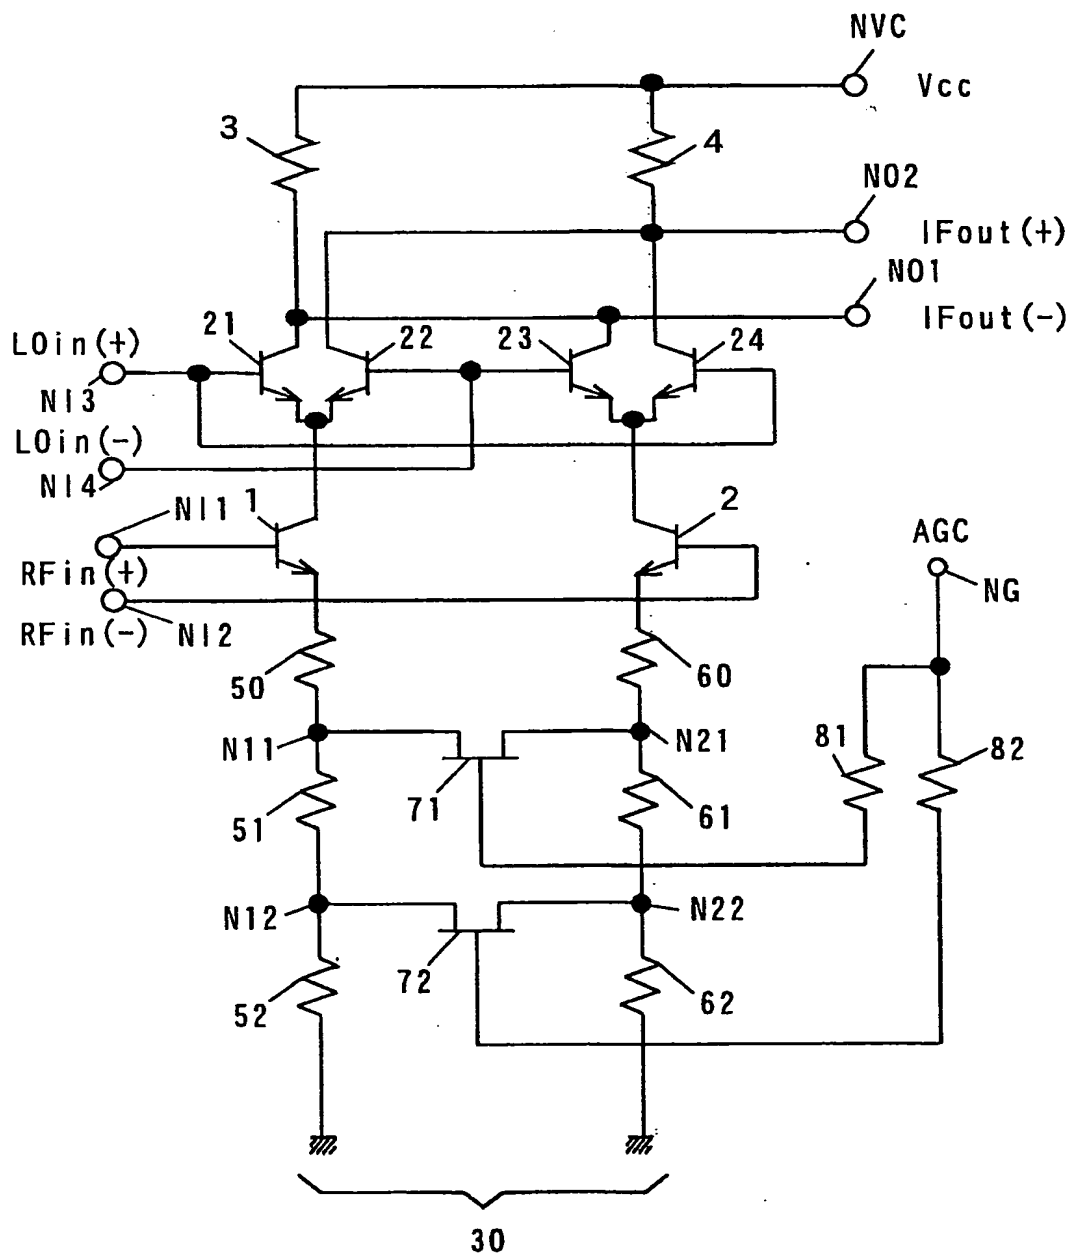 NVC
Vcc
3
4
NO2
IFout(+)
NO1
IFout(-)
21
22
23
24
LOin(+)
NI3
LOin(-)
NI4
NI1
1
2
RFin(+)
RFin(-)
NI2
AGC
NG
50
60
N11
N21
81
82
71
51
61
N12
N22
72
52
62
30